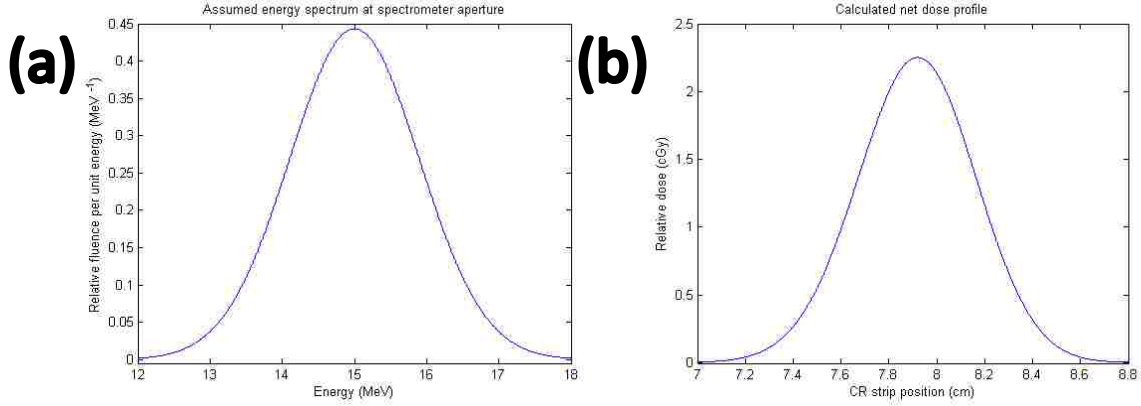 (a)
Assumed energy spectrum at spectrometer aperture
Relative fluence per unit energy (MeV -1)
0.45
0.4
0.35
0.3
0.25
0.2
0.15
0.1
0.05
0
12 13 14 15 16 17 18
Energy (MeV)
(b)
Calculated net dose profile
Relative dose (cGy)
2.5
2
1.5
1
0.5
0
7 7.2 7.4 7.6 7.8 8 8.2 8.4 8.6 8.8
CR strip position (cm)